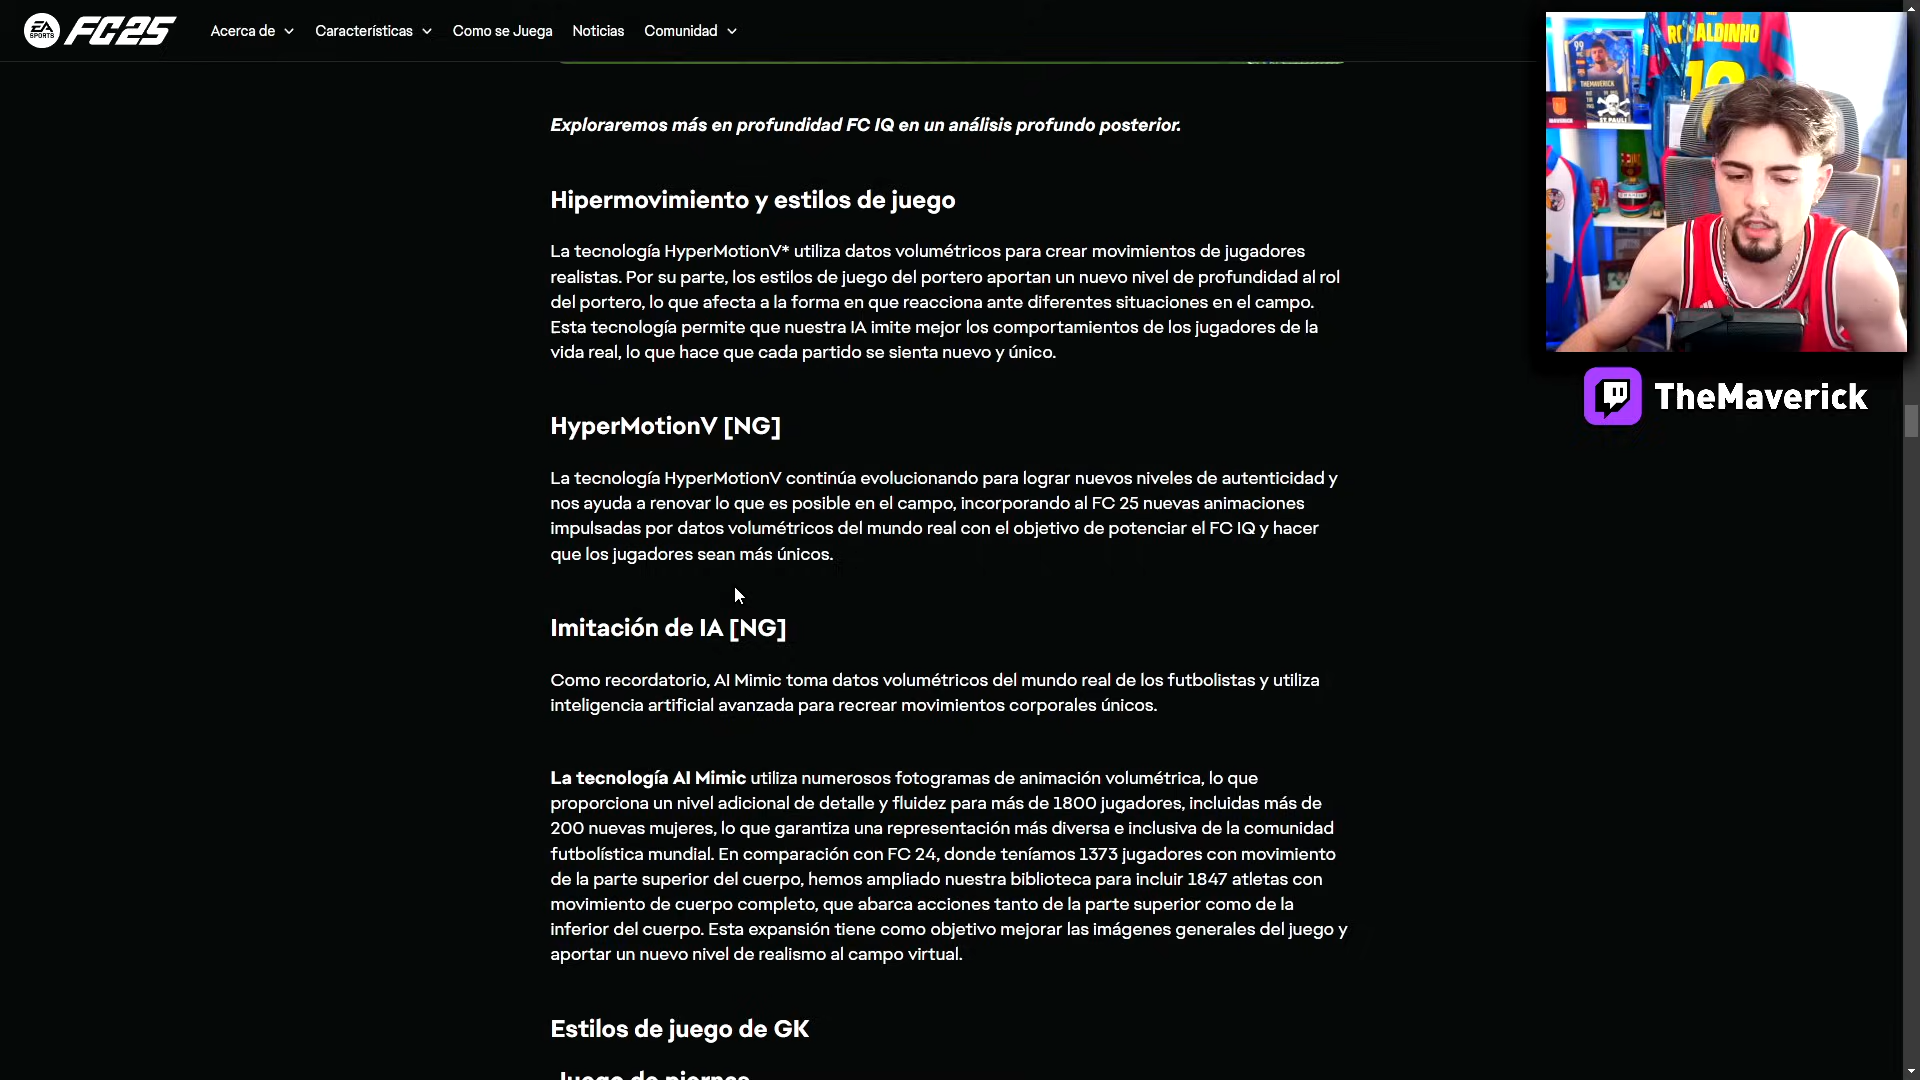 EA SPORTS FC25
Acerca de
Características
Como se Juega
Noticias
Comunidad
Exploraremos más en profundidad FC IQ en un análisis profundo posterior.
Hipermovimiento y estilos de juego
La tecnología HyperMotionV* utiliza datos volumétricos para crear movimientos de jugadores
realistas. Por su parte, los estilos de juego del portero aportan un nuevo nivel de profundidad al rol
del portero, lo que afecta a la forma en que reacciona ante diferentes situaciones en el campo.
Esta tecnología permite que nuestra IA imite mejor los comportamientos de los jugadores de la
vida real, lo que hace que cada partido se sienta nuevo y único.
HyperMotionV [NG]
La tecnología HyperMotionV continúa evolucionando para lograr nuevos niveles de autenticidad y
nos ayuda a renovar lo que es posible en el campo, incorporando al FC 25 nuevas animaciones
impulsadas por datos volumétricos del mundo real con el objetivo de potenciar el FC IQ y hacer
que los jugadores sean más únicos.
Imitación de IA [NG]
Como recordatorio, AI Mimic toma datos volumétricos del mundo real de los futbolistas y utiliza
inteligencia artificial avanzada para recrear movimientos corporales únicos.
La tecnología AI Mimic utiliza numerosos fotogramas de animación volumétrica, lo que
proporciona un nivel adicional de detalle y fluidez para más de 1800 jugadores, incluidas más de
200 nuevas mujeres, lo que garantiza una representación más diversa e inclusiva de la comunidad
futbolística mundial. En comparación con FC 24, donde teníamos 1373 jugadores con movimiento
de la parte superior del cuerpo, hemos ampliado nuestra biblioteca para incluir 1847 atletas con
movimiento de cuerpo completo, que abarca acciones tanto de la parte superior como de la
inferior del cuerpo. Esta expansión tiene como objetivo mejorar las imágenes generales del juego y
aportar un nuevo nivel de realismo al campo virtual.
Estilos de juego de GK
Juego de piernas
10
99
THEMAVERICK
MAVERICK
ST. PAULI
TheMaverick